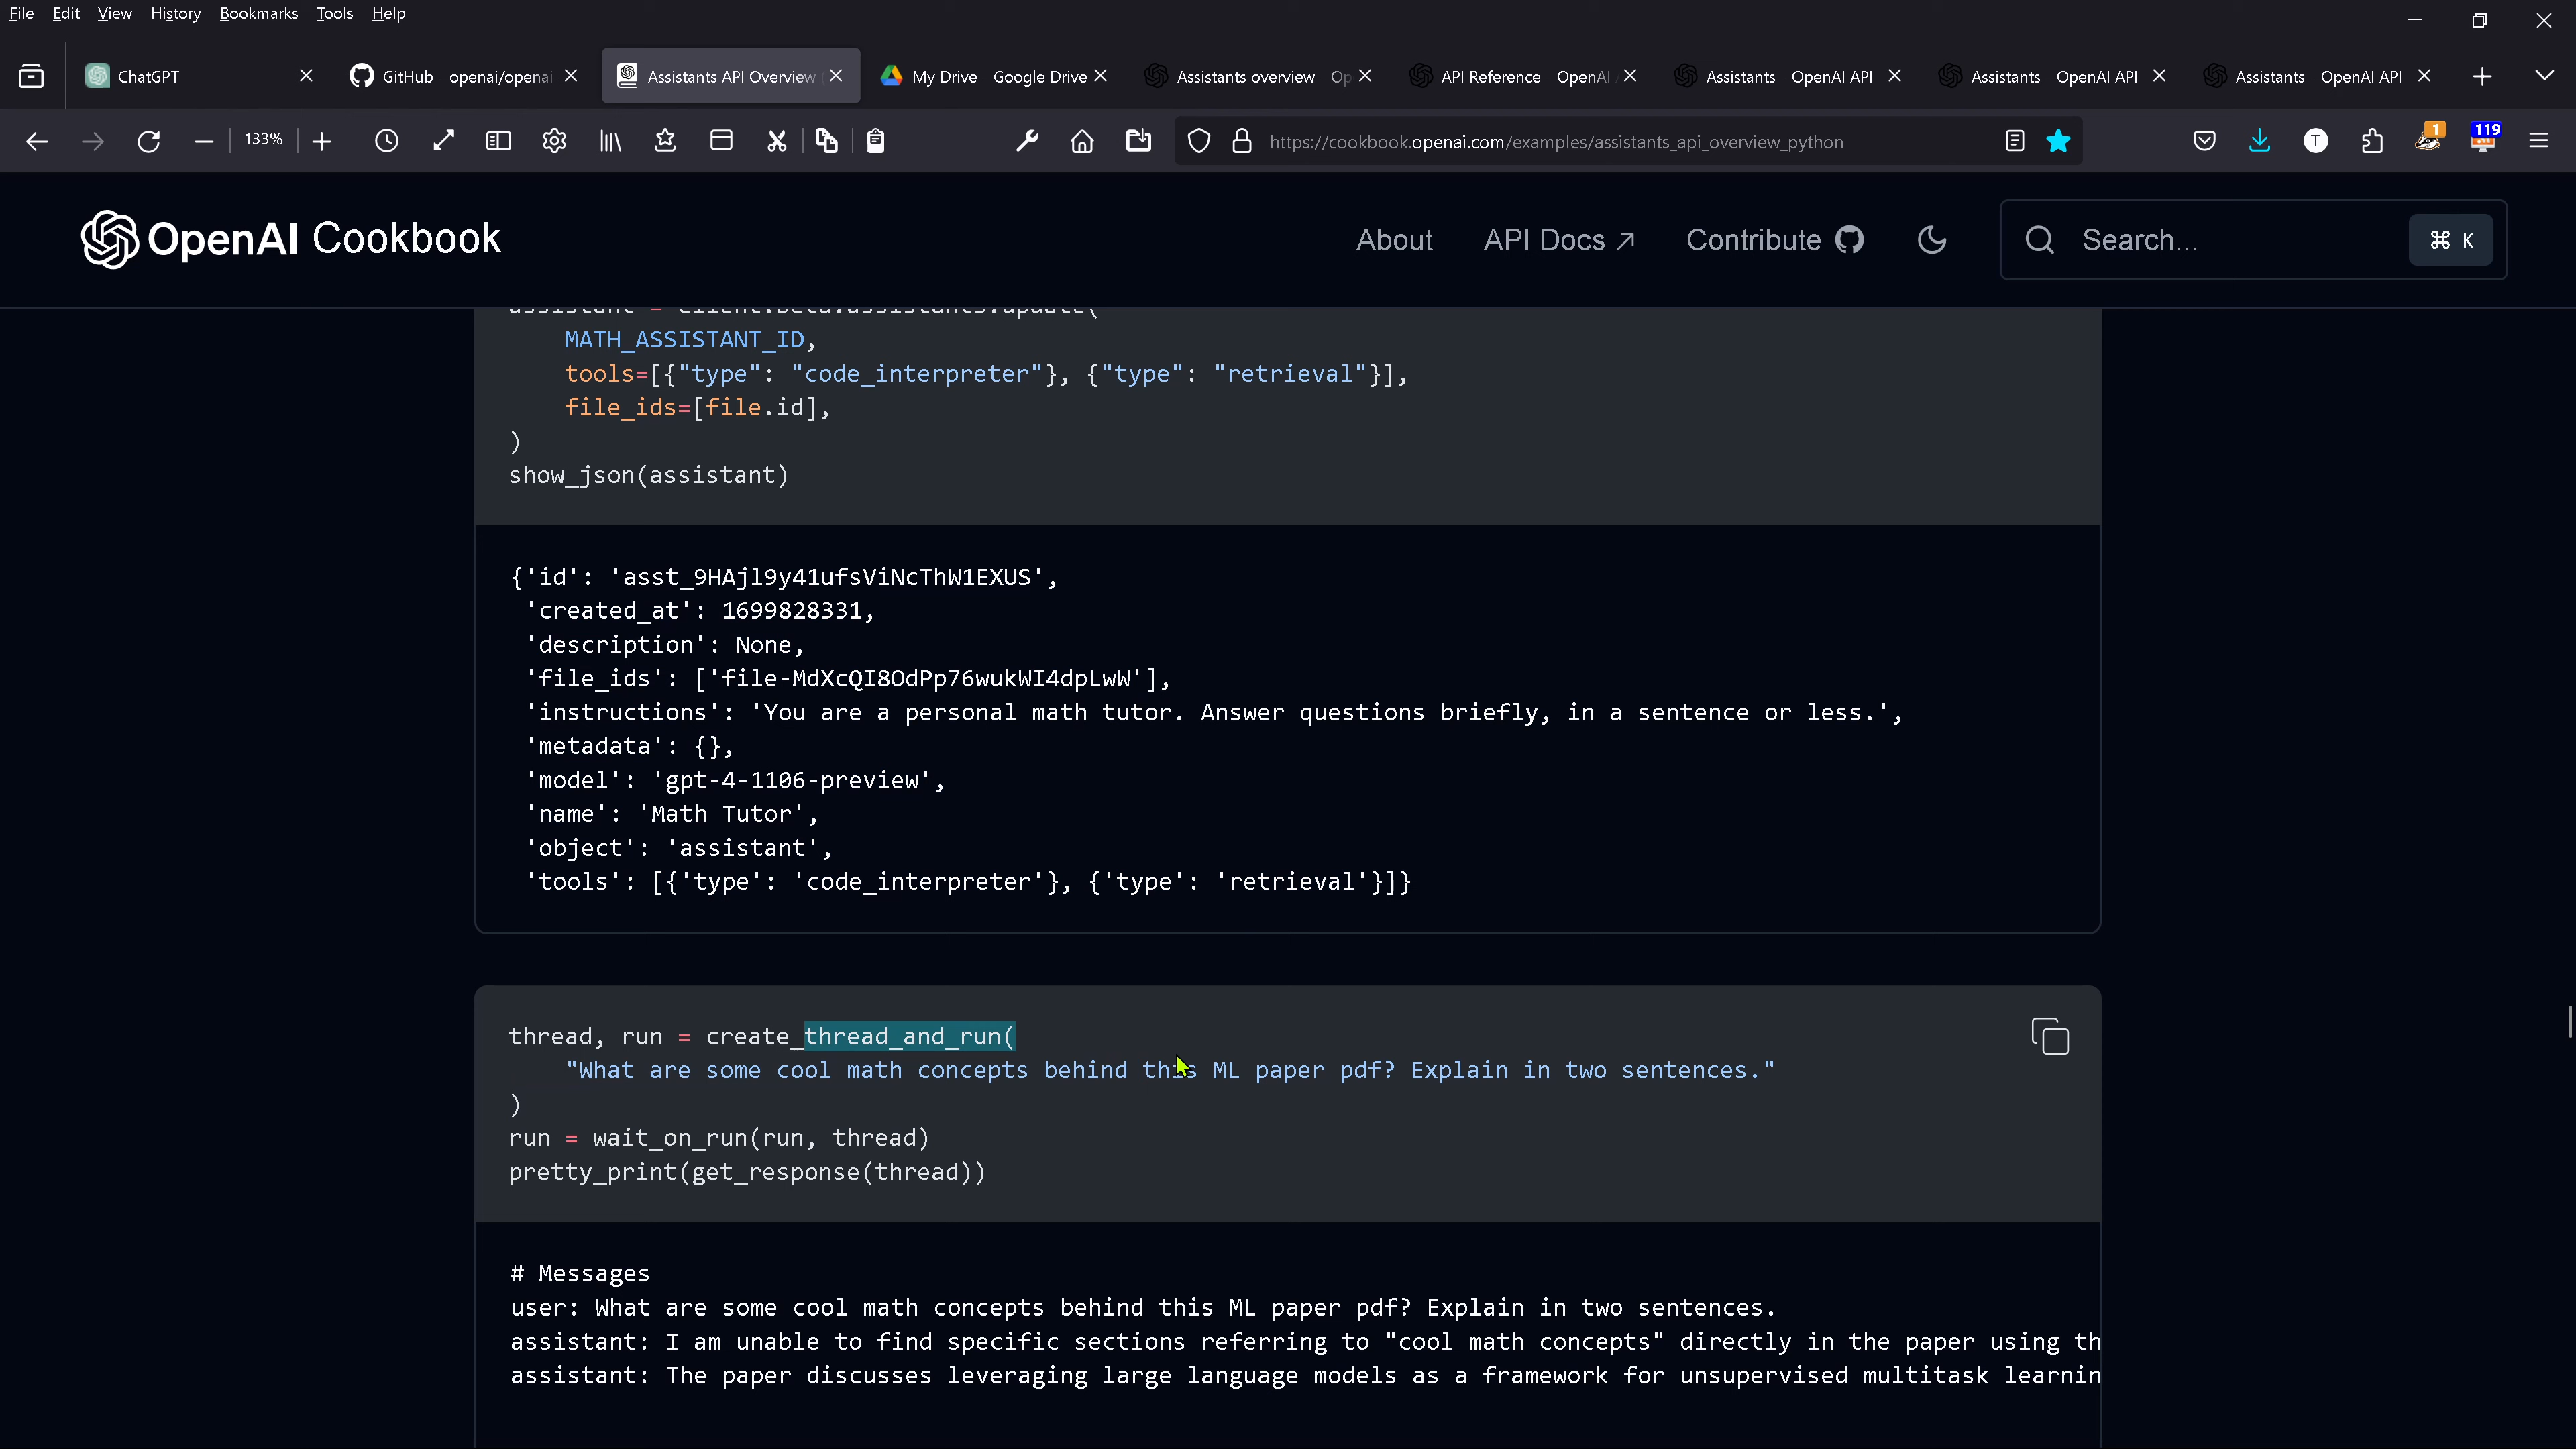 File Edit View History Bookmarks Tools Help
ChatGPT GitHub - openai/openai- Assistants API Overview ( My Drive - Google Drive Assistants overview - Op API Reference - OpenAI Assistants - OpenAI API Assistants - OpenAI API Assistants - OpenAI API
133% https://cookbook.openai.com/examples/assistants_api_overview_python T 1 119
OpenAI Cookbook About API Docs ↗ Contribute Search... ⌘ K
assistant = client.beta.assistants.update(
MATH_ASSISTANT_ID,
tools=[{"type": "code_interpreter"}, {"type": "retrieval"}],
file_ids=[file.id],
)
show_json(assistant)
{'id': 'asst_9HAjl9y41ufsViNcThW1EXUS',
'created_at': 1699828331,
'description': None,
'file_ids': ['file-MdXcQI8OdPp76wukWI4dpLwW'],
'instructions': 'You are a personal math tutor. Answer questions briefly, in a sentence or less.',
'metadata': {},
'model': 'gpt-4-1106-preview',
'name': 'Math Tutor',
'object': 'assistant',
'tools': [{'type': 'code_interpreter'}, {'type': 'retrieval'}]}
thread, run = create_thread_and_run(
"What are some cool math concepts behind this ML paper pdf? Explain in two sentences."
)
run = wait_on_run(run, thread)
pretty_print(get_response(thread))
# Messages
user: What are some cool math concepts behind this ML paper pdf? Explain in two sentences.
assistant: I am unable to find specific sections referring to "cool math concepts" directly in the paper using th
assistant: The paper discusses leveraging large language models as a framework for unsupervised multitask learnin